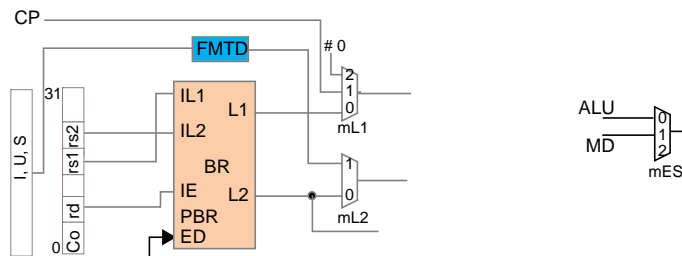 CP
FMTD
# 0
2
1
0
mL1
31
IL1
L1
IL2
rs2
rs1
I, U, S
BR
ALU
MD
0
1
2
mES
1
0
mL2
IE
L2
rd
PBR
ED
Co
0